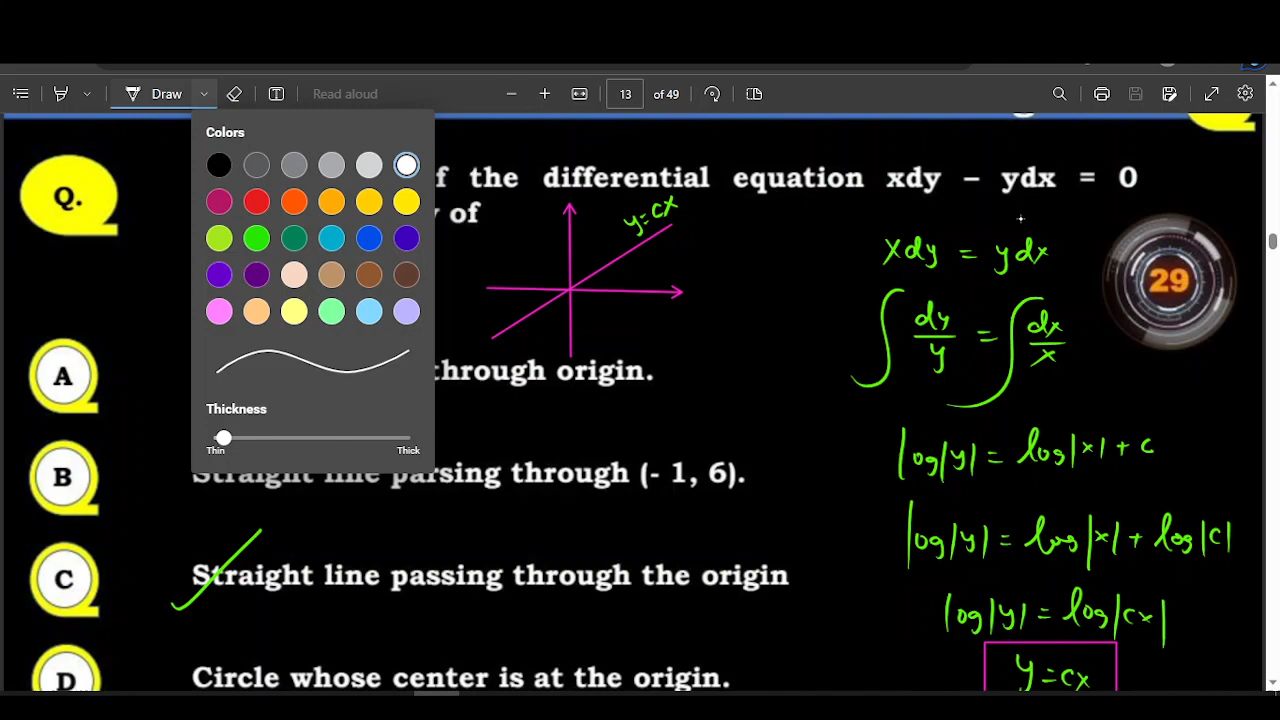 Draw
Read aloud
13 of 49
Colors
Thickness
Thin Thick
Q.
f the differential equation xdy – ydx = 0
y of
y=cx
29
xdy = ydx
∫ dy/y = ∫ dx/x
A
through origin.
log|y| = log|x| + c
B
Straight line parsing through (- 1, 6).
log|y| = log|x| + log|c|
C
Straight line passing through the origin
log|y| = log|cx|
D
Circle whose center is at the origin.
y=cx